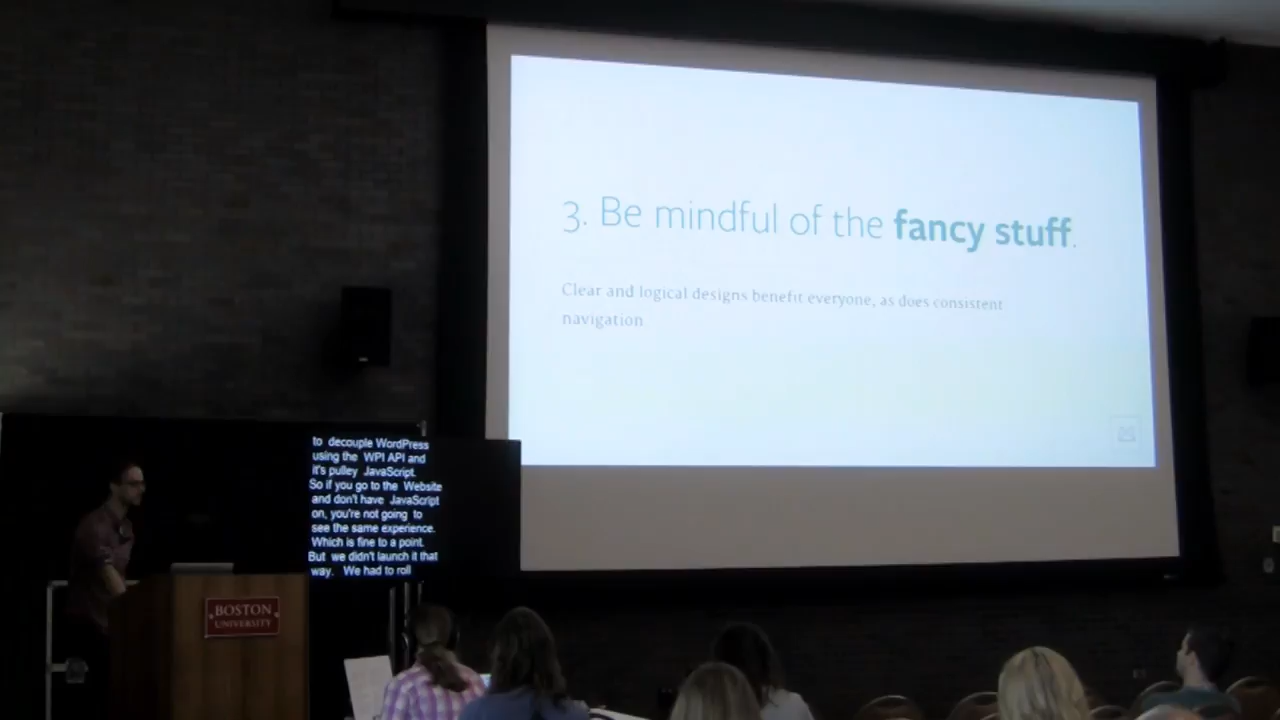 3. Be mindful of the fancy stuff.
Clear and logical designs benefit everyone, as does consistent
navigation
to decouple WordPress
using the WPI API and
it's pulley JavaScript.
So if you go to the Website
and don't have JavaScript
on, you're not going to
see the same experience.
Which is fine to a point.
But we didn't launch it that
way. We had to roll
BOSTON
UNIVERSITY